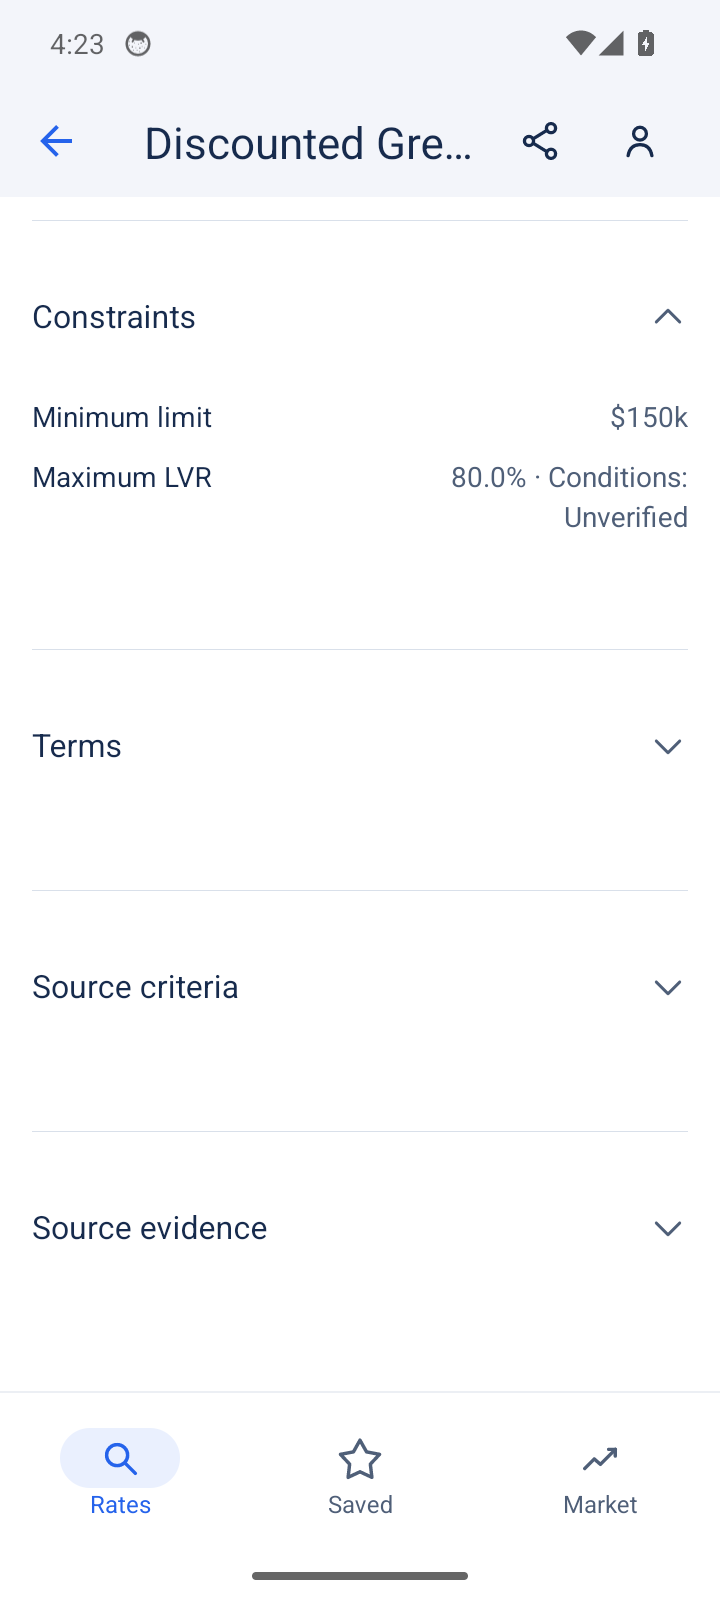 4:23
Discounted Gre...
Constraints
Minimum limit $150k
Maximum LVR 80.0% · Conditions:
Unverified
Terms
Source criteria
Source evidence
Rates Saved Market